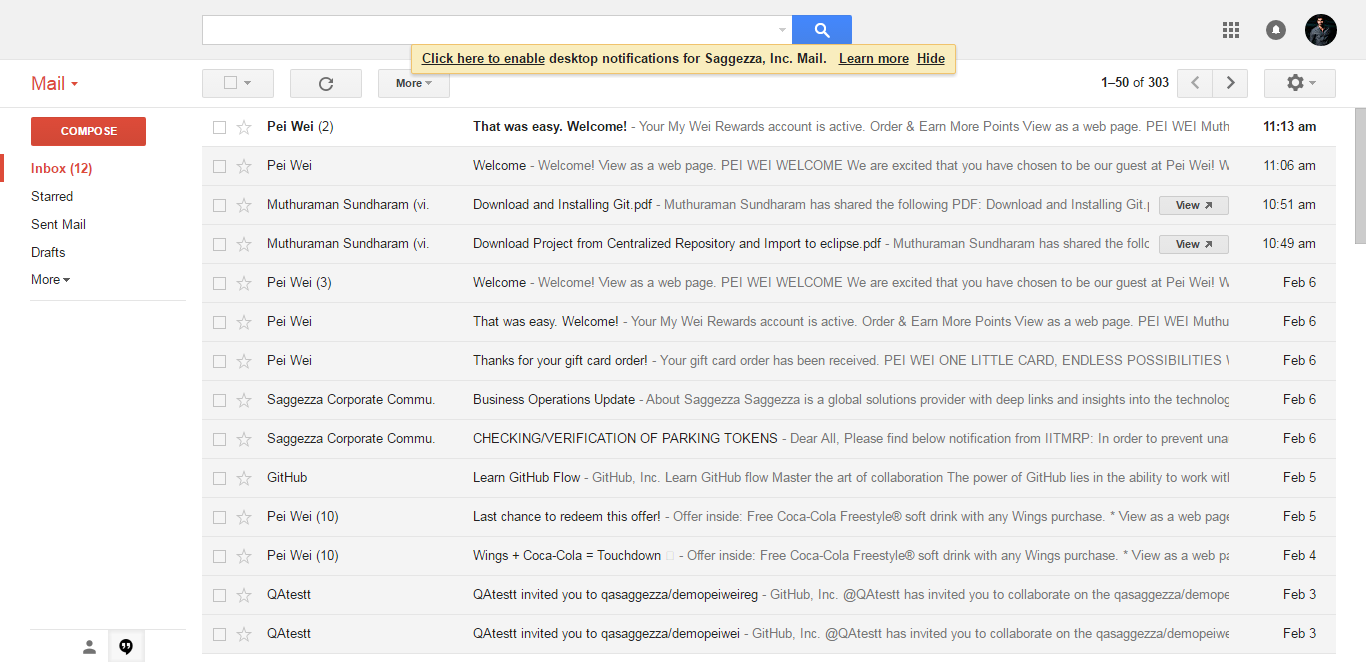 Click here to enable desktop notifications for Saggezza, Inc. Mail. Learn more Hide
Mail
More
1–50 of 303
COMPOSE
Inbox (12)
Starred
Sent Mail
Drafts
More
Pei Wei (2) That was easy. Welcome! - Your My Wei Rewards account is active. Order & Earn More Points View as a web page. PEI WEI Muth 11:13 am
Pei Wei Welcome - Welcome! View as a web page. PEI WEI WELCOME We are excited that you have chosen to be our guest at Pei Wei! W 11:06 am
Muthuraman Sundharam (vi. Download and Installing Git.pdf - Muthuraman Sundharam has shared the following PDF: Download and Installing Git.p View 10:51 am
Muthuraman Sundharam (vi. Download Project from Centralized Repository and Import to eclipse.pdf - Muthuraman Sundharam has shared the follo View 10:49 am
Pei Wei (3) Welcome - Welcome! View as a web page. PEI WEI WELCOME We are excited that you have chosen to be our guest at Pei Wei! W Feb 6
Pei Wei That was easy. Welcome! - Your My Wei Rewards account is active. Order & Earn More Points View as a web page. PEI WEI Muthu Feb 6
Pei Wei Thanks for your gift card order! - Your gift card order has been received. PEI WEI ONE LITTLE CARD, ENDLESS POSSIBILITIES W Feb 6
Saggezza Corporate Commu. Business Operations Update - About Saggezza Saggezza is a global solutions provider with deep links and insights into the technolog Feb 6
Saggezza Corporate Commu. CHECKING/VERIFICATION OF PARKING TOKENS - Dear All, Please find below notification from IITMRP: In order to prevent una Feb 6
GitHub Learn GitHub Flow - GitHub, Inc. Learn GitHub flow Master the art of collaboration The power of GitHub lies in the ability to work with Feb 5
Pei Wei (10) Last chance to redeem this offer! - Offer inside: Free Coca-Cola Freestyle® soft drink with any Wings purchase. * View as a web page Feb 5
Pei Wei (10) Wings + Coca-Cola = Touchdown - Offer inside: Free Coca-Cola Freestyle® soft drink with any Wings purchase. * View as a web pa Feb 4
QAtestt QAtestt invited you to qasaggezza/demopeiweireg - GitHub, Inc. @QAtestt has invited you to collaborate on the qasaggezza/demope Feb 3
QAtestt QAtestt invited you to qasaggezza/demopeiwei - GitHub, Inc. @QAtestt has invited you to collaborate on the qasaggezza/demopeiwe Feb 3